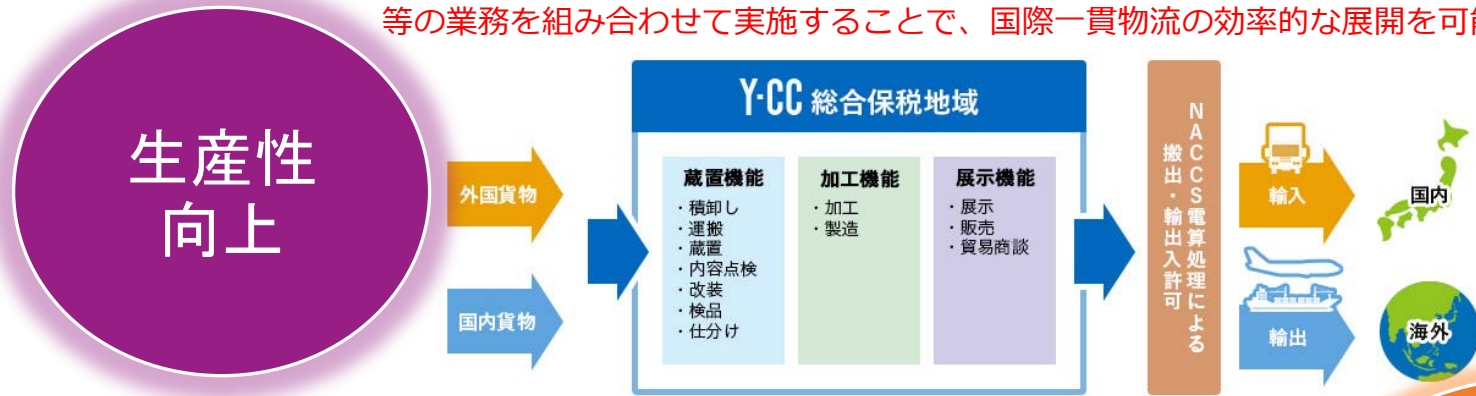 等の業務を組み合わせて実施することで、国際一貫物流の効率的な展開を可
生産性
向上
外国貨物
国内貨物
Y-CC 総合保税地域
蔵置機能
・積卸し
・運搬
・蔵置
・内容点検
・改装
・検品
・仕分け
加工機能
・加工
・製造
展示機能
・展示
・販売
・貿易商談
NACCS電算処理による
搬出・輸出入許可
輸入
輸出
国内
海外